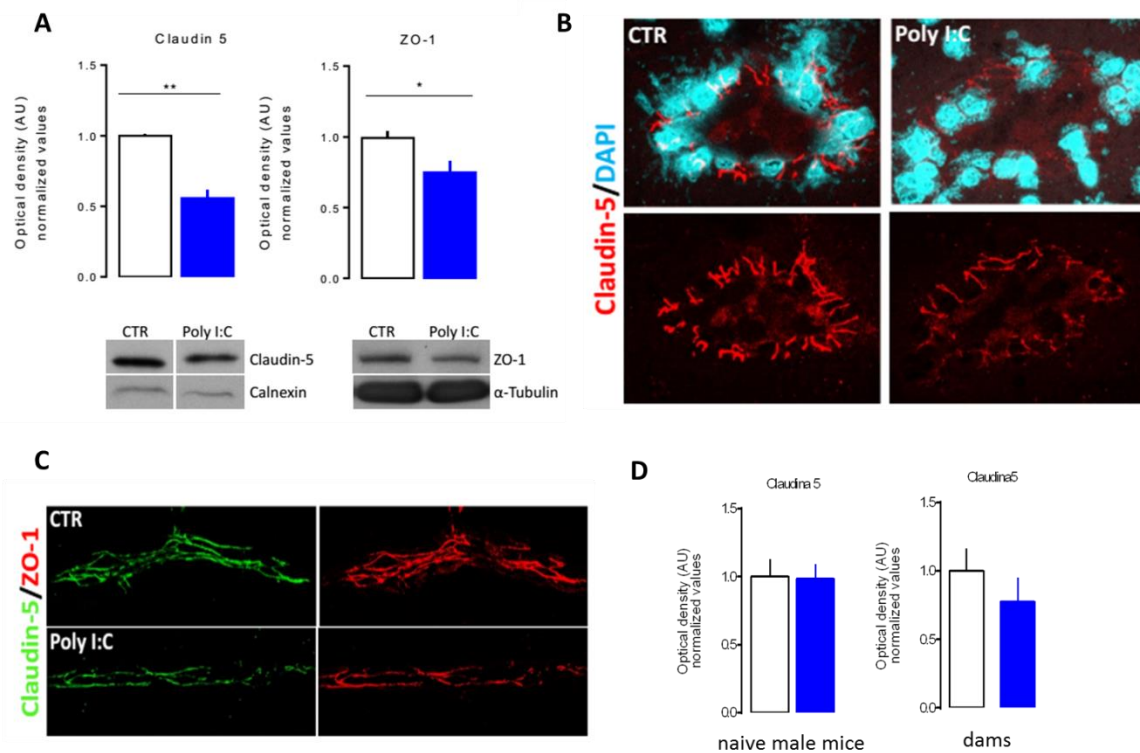 A
Claudin 5
Optical density (AU)
normalized values
1.5
1.0
0.5
0.0
**
ZO-1
Optical density (AU)
normalized values
1.5
1.0
0.5
0.0
*
CTR
Poly I:C
Claudin-5
Calnexin
CTR
Poly I:C
ZO-1
α-Tubulin
B
Claudin-5/DAPI
CTR
Poly I:C
C
Claudin-5/ZO-1
CTR
Poly I:C
D
Claudina 5
Optical density (AU)
normalized values
1.5
1.0
0.5
0.0
naive male mice
Claudina5
Optical density (AU)
normalized values
1.5
1.0
0.5
0.0
dams